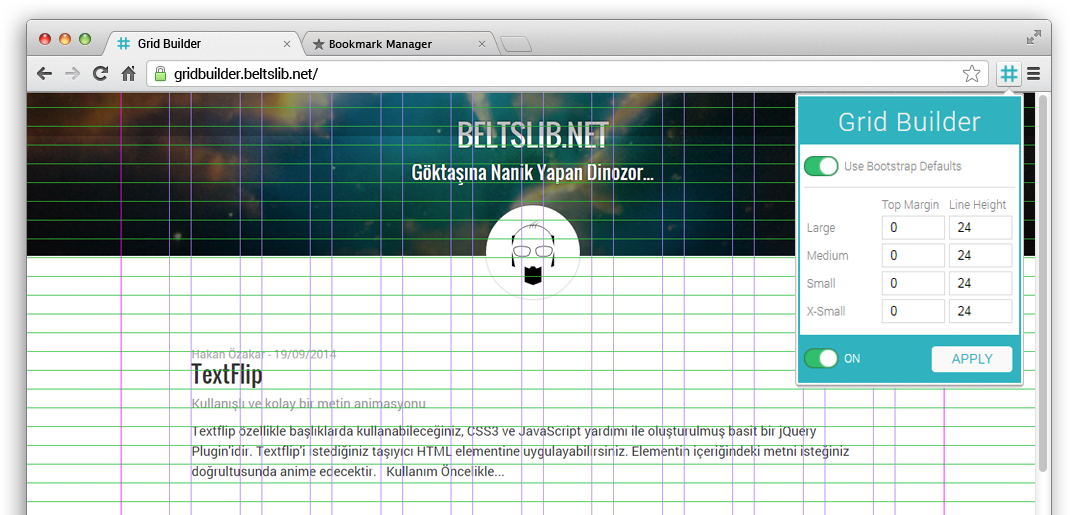 Grid Builder
Bookmark Manager
gridbuilder.beltslib.net/
BELTSLIB.NET
Göktaşına Nanik Yapan Dinozor...
Grid Builder
Use Bootstrap Defaults
Top Margin Line Height
Large 0 24
Medium 0 24
Small 0 24
X-Small 0 24
ON APPLY
Hakan Özakar - 19/09/2014
TextFlip
Kullanışlı ve kolay bir metin animasyonu
Textflip özellikle başlıklarda kullanabileceğiniz, CSS3 ve JavaScript yardımı ile oluşturulmuş basit bir jQuery
Plugin'idir. Textflip'i istediğiniz taşıyıcı HTML elementine uygulayabilirsiniz. Elementin içeriğindeki metni isteğiniz
doğrultusunda anime edecektir. Kullanım Öncelikle...